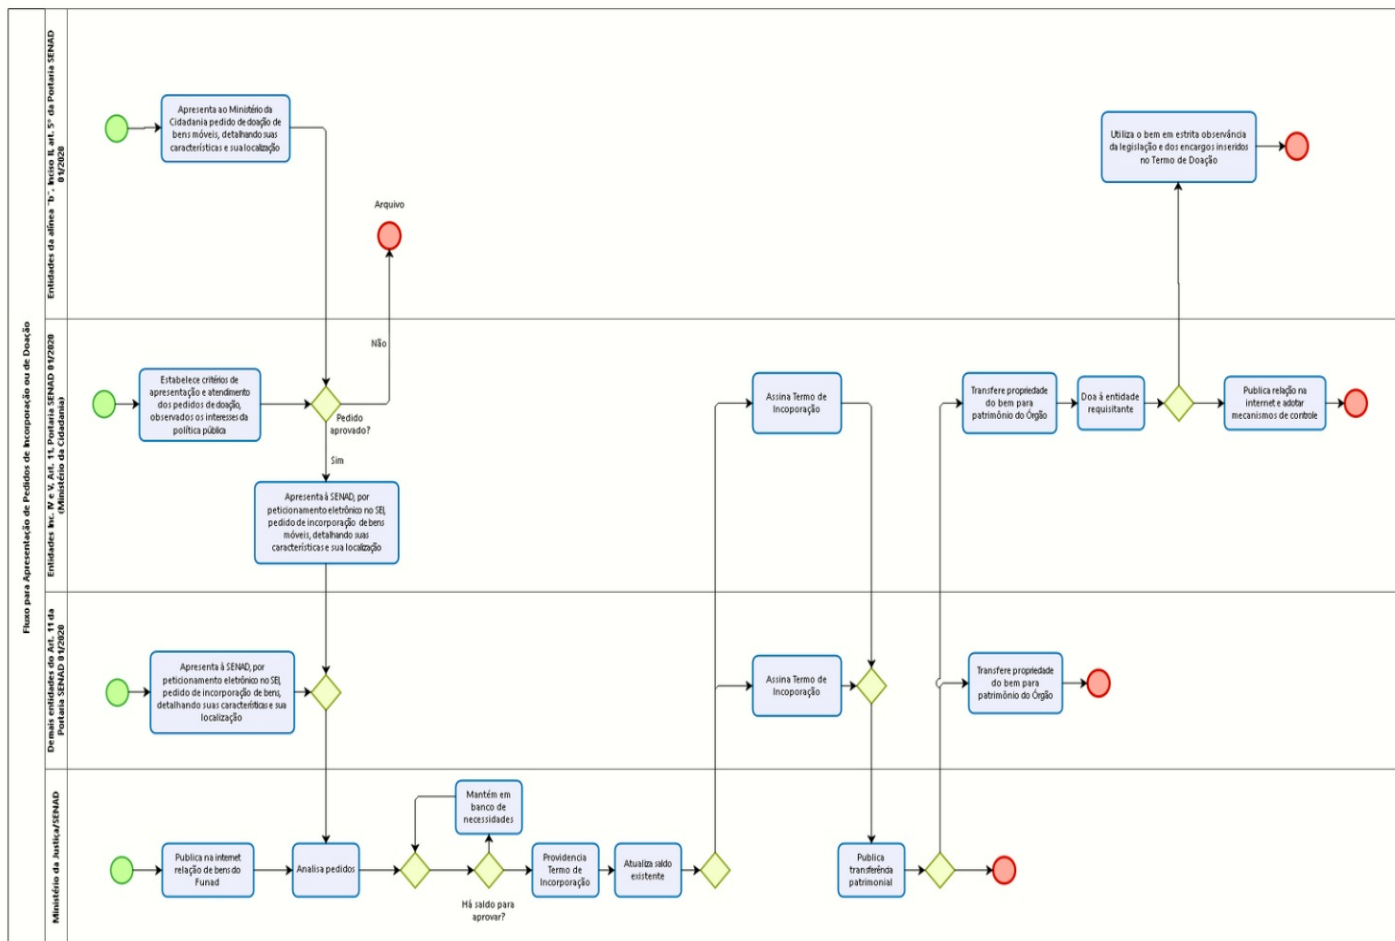 Fluxo para Apresentação de Pedidos de Incorporação ou de Doação
Entidades da alínea "b", Inciso II, art. 5º da Portaria SENAD
01/2020
Apresenta ao Ministério da
Cidadania pedido de doação de
bens móveis, detalhando suas
características e sua localização
Arquivo
Utiliza o bem em estrita observância
da legislação e dos encargos inseridos
no Termo de Doação
Entidades Inc. IV e V, Art. 11, Portaria SENAD 01/2020
(Ministério da Cidadania)
Estabelece critérios de
apresentação e atendimento
dos pedidos de doação,
observados os interesses da
política pública
Não
Pedido
aprovado?
Sim
Apresenta à SENAD, por
peticionamento eletrônico no SEI,
pedido de incorporação de bens
móveis, detalhando suas
características e sua localização
Assina Termo de
Incoporação
Transfere propriedade
do bem para
patrimônio do Órgão
Doa à entidade
requisitante
Publica relação na
internet e adotar
mecanismos de controle
Demais entidades do Art. 11 da
Portaria SENAD 01/2020
Apresenta à SENAD, por
peticionamento eletrônico no SEI,
pedido de incorporação de bens,
detalhando suas características e sua
localização
Assina Termo de
Incoporação
Transfere propriedade
do bem para
patrimônio do Órgão
Ministério da Justiça/SENAD
Publica na internet
relação de bens do
Funad
Analisa pedidos
Mantém em
banco de
necessidades
Há saldo para
aprovar?
Providencia
Termo de
Incorporação
Atualiza saldo
existente
Publica
transferência
patrimonial